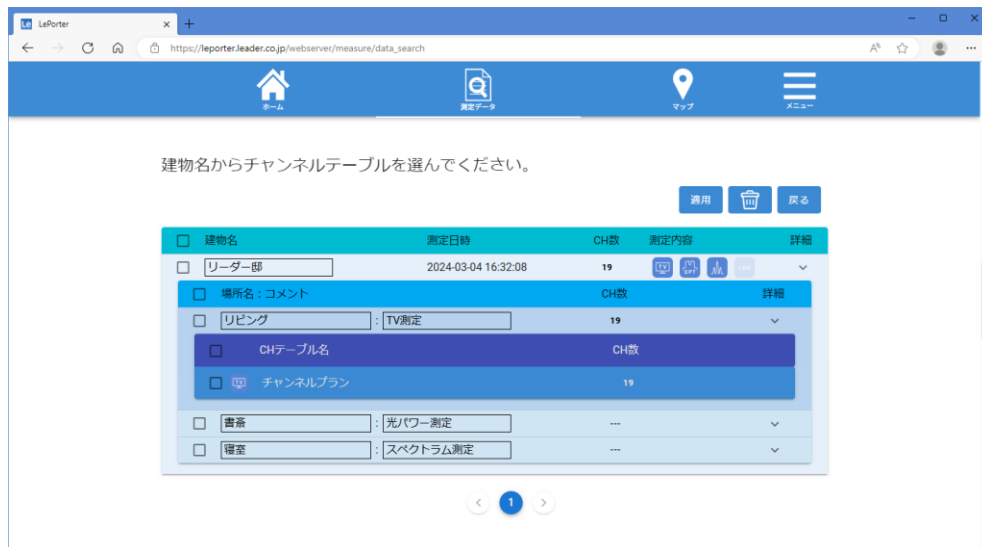 Le LePorter
https://leporter.leader.co.jp/webserver/measure/data_search
ホーム 測定データ マップ メニュー
建物名からチャンネルテーブルを選んでください。
適用 戻る
建物名 測定日時 CH数 測定内容 詳細
リーダー邸 2024-03-04 16:32:08 19
場所名：コメント CH数 詳細
リビング : TV測定 19
CHテーブル名 CH数
チャンネルプラン 19
書斎 : 光パワー測定 ---
寝室 : スペクトラム測定 ---
1